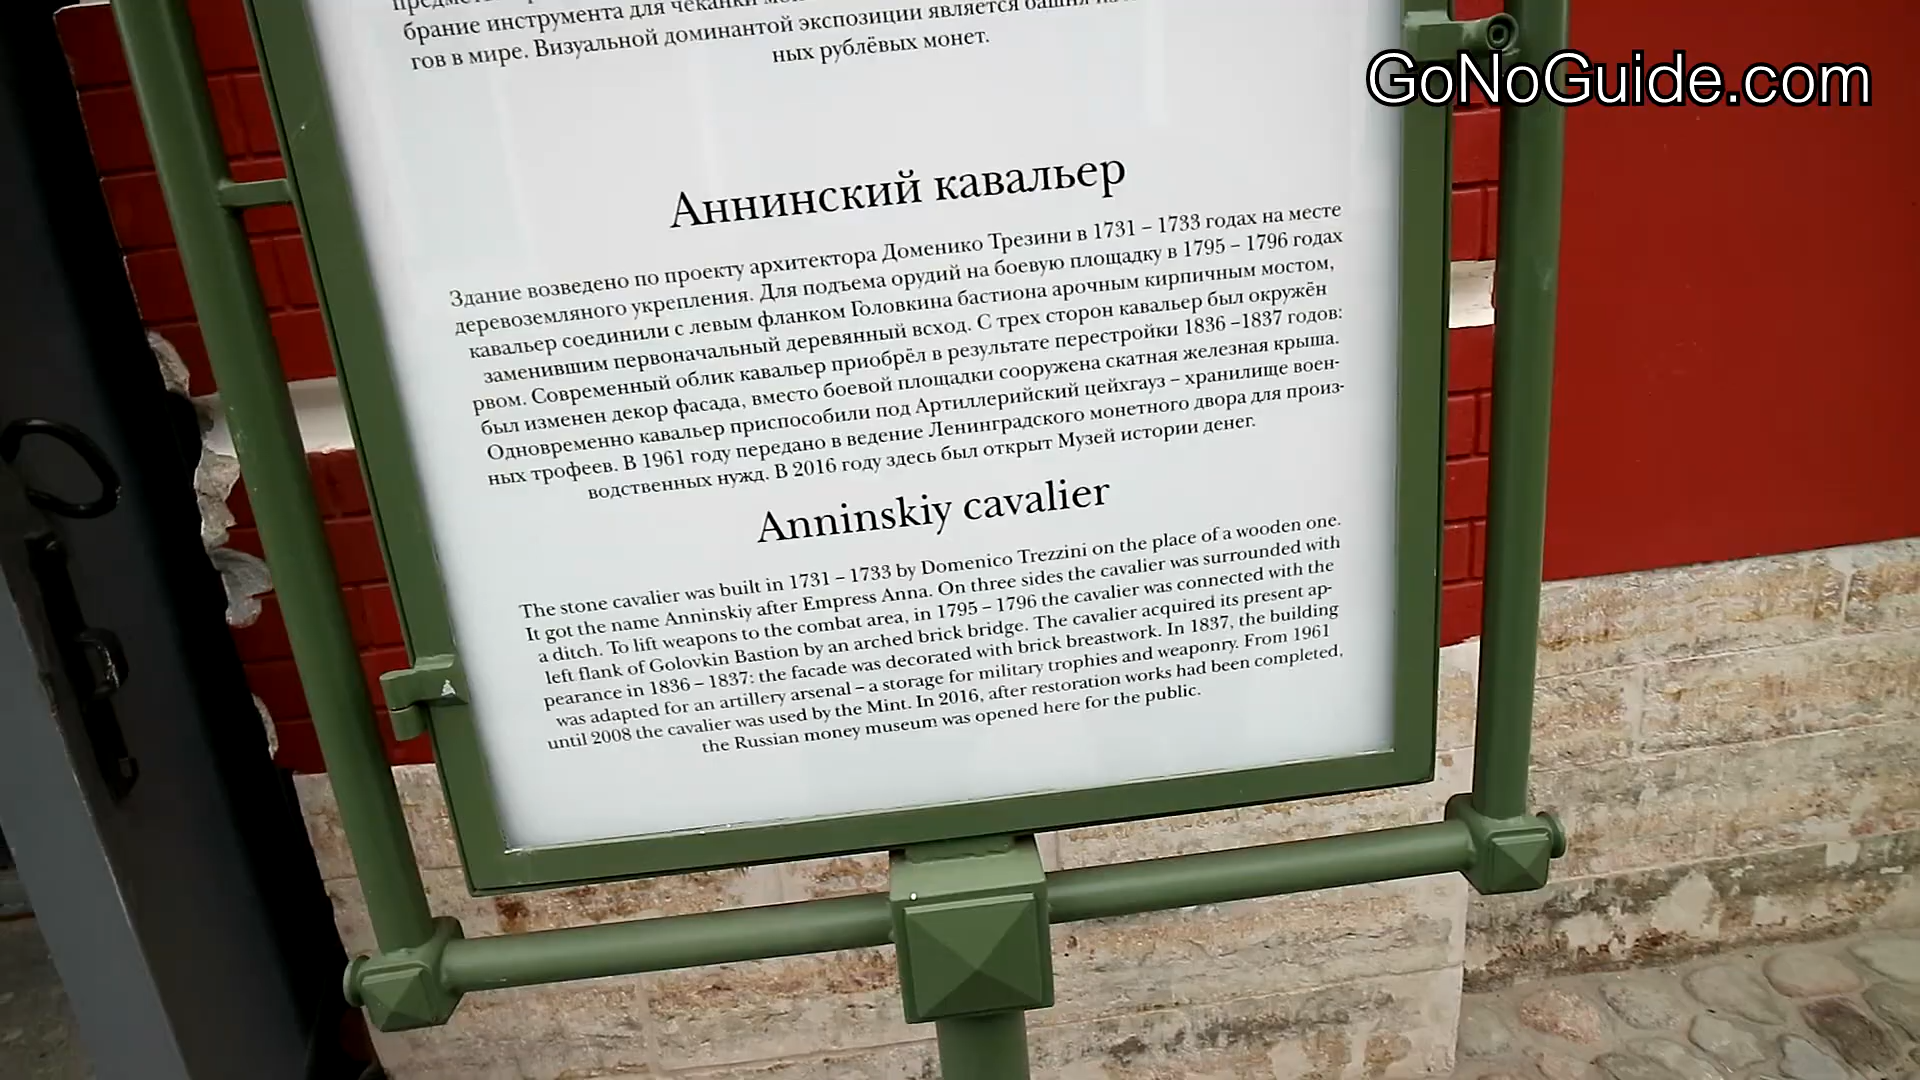 брание инструмента для чеканки
гов в мире. Визуальной доминантой экспозиции является башня из
ных рублёвых монет.
GoNoGuide.com
Аннинский кавальер
Здание возведено по проекту архитектора Доменико Трезини в 1731 – 1733 годах на месте
деревоземляного укрепления. Для подъема орудий на боевую площадку в 1795 – 1796 годах
кавальер соединили с левым фланком Головкина бастиона арочным кирпичным мостом,
заменившим первоначальный деревянный всход. С трех сторон кавальер был окружён
рвом. Современный облик кавальер приобрёл в результате перестройки 1836 –1837 годов:
был изменен декор фасада, вместо боевой площадки сооружена скатная железная крыша.
Одновременно кавальер приспособили под Артиллерийский цейхгауз – хранилище воен-
ных трофеев. В 1961 году передано в ведение Ленинградского монетного двора для произ-
водственных нужд. В 2016 году здесь был открыт Музей истории денег.
Anninskiy cavalier
The stone cavalier was built in 1731 – 1733 by Domenico Trezzini on the place of a wooden one.
It got the name Anninskiy after Empress Anna. On three sides the cavalier was surrounded with
a ditch. To lift weapons to the combat area, in 1795 – 1796 the cavalier was connected with the
left flank of Golovkin Bastion by an arched brick bridge. The cavalier acquired its present ap-
pearance in 1836 – 1837: the facade was decorated with brick breastwork. In 1837, the building
was adapted for an artillery arsenal – a storage for military trophies and weaponry. From 1961
until 2008 the cavalier was used by the Mint. In 2016, after restoration works had been completed,
the Russian money museum was opened here for the public.